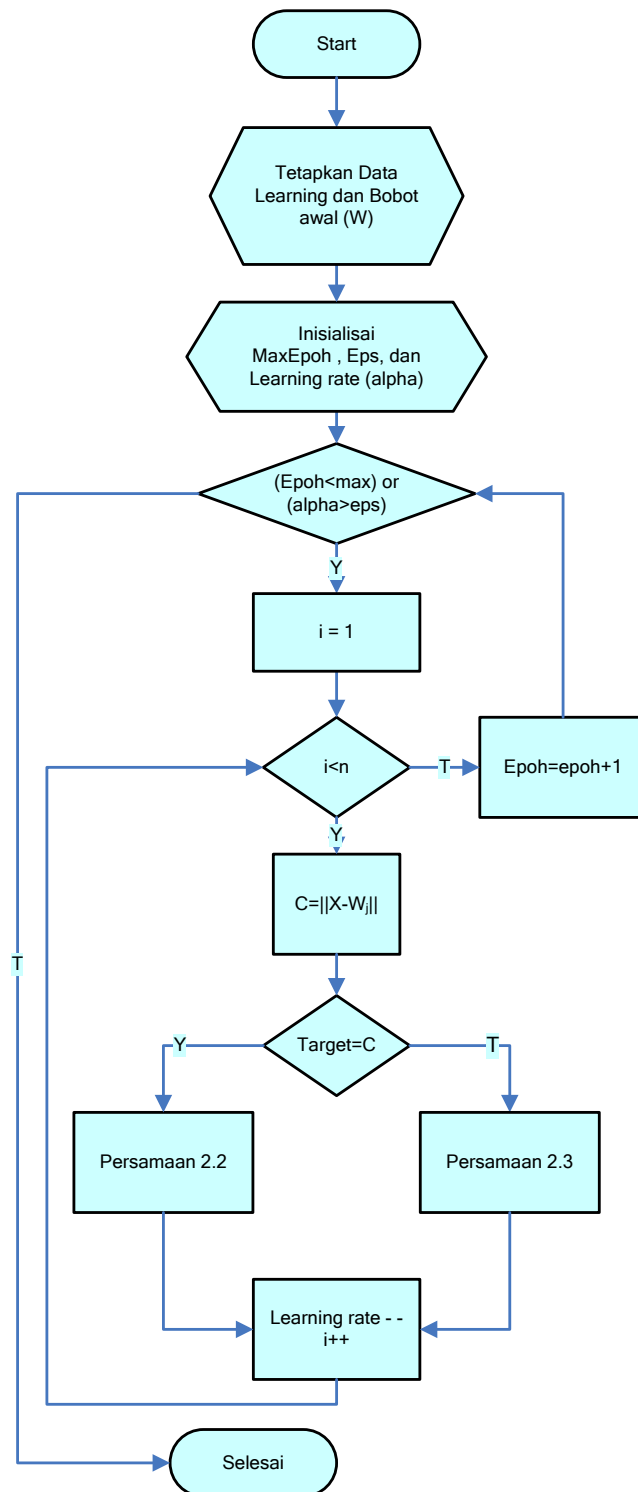 Start
Tetapkan Data
Learning dan Bobot
awal (W)
Inisialisai
MaxEpoh , Eps, dan
Learning rate (alpha)
(Epoh<max) or
(alpha>eps)
Y
i = 1
i<n
T
Epoh=epoh+1
Y
C=||X-Wⱼ||
T
Target=C
Y
T
Persamaan 2.2
Persamaan 2.3
Learning rate - -
i++
Selesai